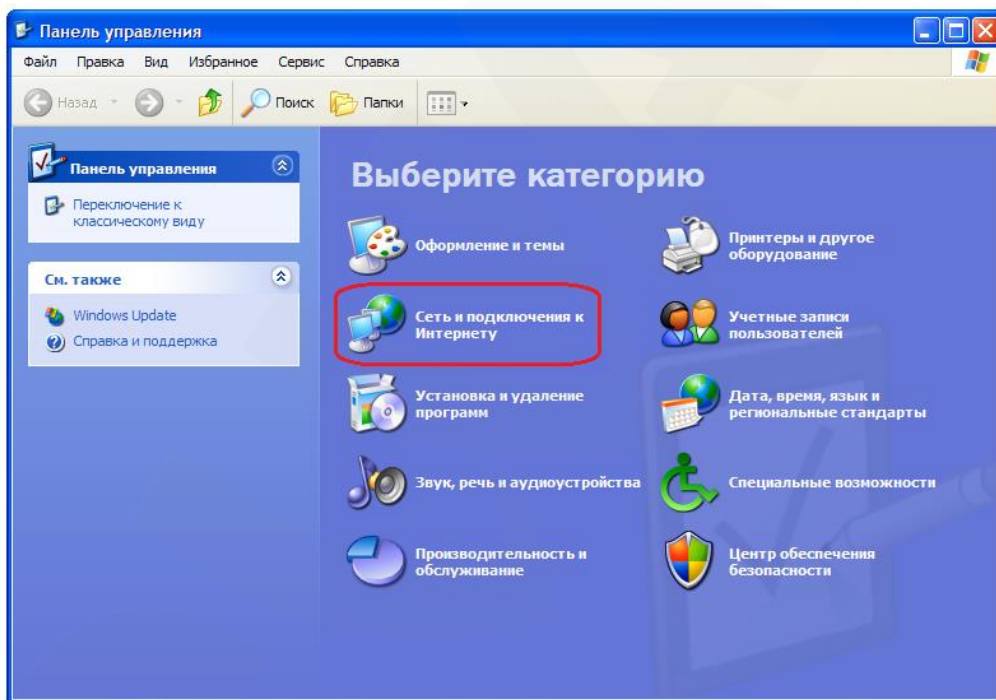 Панель управления
Файл Правка Вид Избранное Сервис Справка
Назад Поиск Папки
Панель управления
Переключение к
классическому виду
См. также
Windows Update
Справка и поддержка
Выберите категорию
Оформление и темы
Принтеры и другое
оборудование
Сеть и подключения к
Интернету
Учетные записи
пользователей
Установка и удаление
программ
Дата, время, язык и
региональные стандарты
Звук, речь и аудиоустройства
Специальные возможности
Производительность и
обслуживание
Центр обеспечения
безопасности